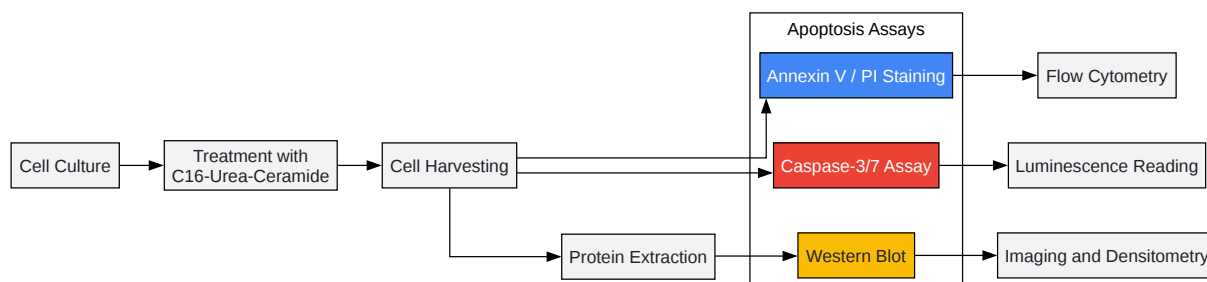 Apoptosis Assays
Annexin V / PI Staining
Flow Cytometry
Cell Culture
Treatment with
C16-Urea-Ceramide
Cell Harvesting
Caspase-3/7 Assay
Luminescence Reading
Protein Extraction
Western Blot
Imaging and Densitometry